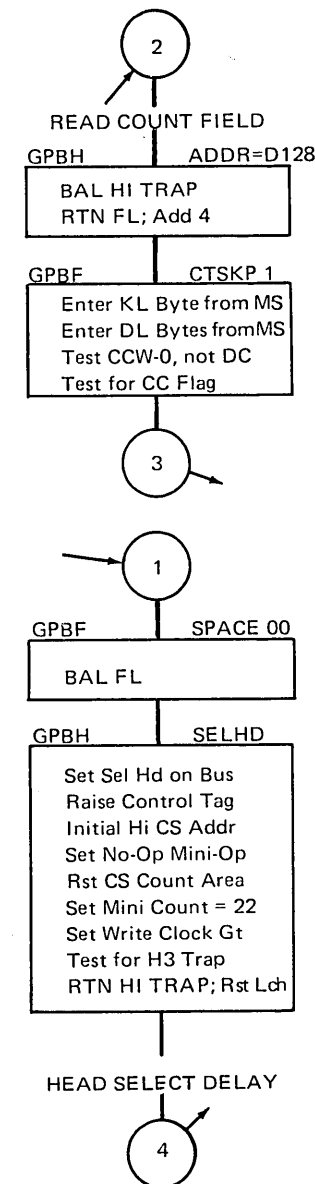 2
READ COUNT FIELD
GPBH ADDR=D128
BAL HI TRAP
RTN FL; Add 4
GPBF CTSKP 1
Enter KL Byte from MS
Enter DL Bytes from MS
Test CCW-0, not DC
Test for CC Flag
3
1
GPBF SPACE 00
BAL FL
GPBH SELHD
Set Sel Hd on Bus
Raise Control Tag
Initial Hi CS Addr
Set No-Op Mini-Op
Rst CS Count Area
Set Mini Count = 22
Set Write Clock Gt
Test for H3 Trap
RTN HI TRAP; Rst Lch
HEAD SELECT DELAY
4